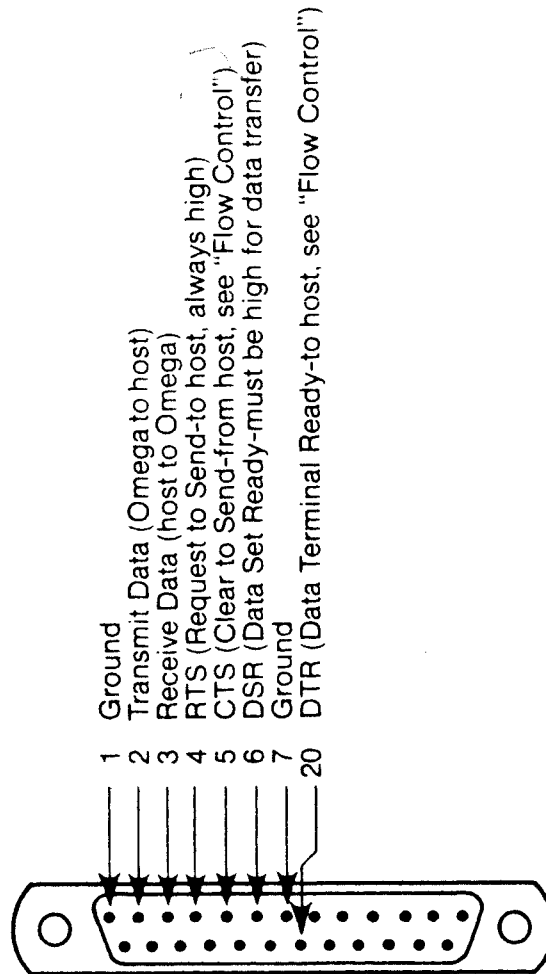 1 Ground
2 Transmit Data (Omega to host)
3 Receive Data (host to Omega)
4 RTS (Request to Send-to host, always high)
5 CTS (Clear to Send-from host, see "Flow Control")
6 DSR (Data Set Ready-must be high for data transfer)
7 Ground
20 DTR (Data Terminal Ready-to host, see "Flow Control")